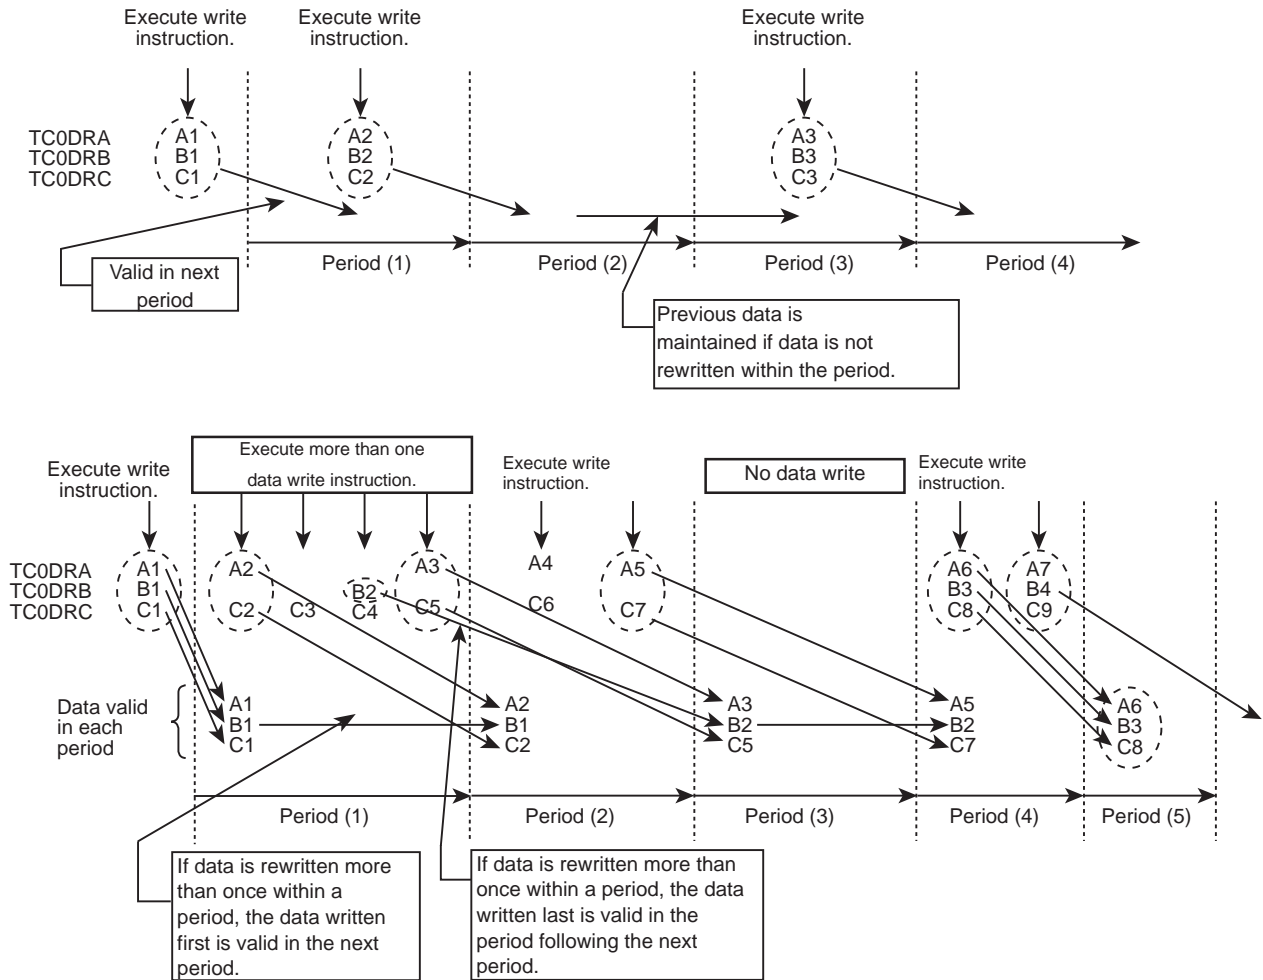 Execute write
instruction.
Execute write
instruction.
Execute write
instruction.
TC0DRA
TC0DRB
TC0DRC
A1
B1
C1
A2
B2
C2
A3
B3
C3
Period (1)
Period (2)
Period (3)
Period (4)
Valid in next
period
Previous data is
maintained if data is not
rewritten within the period.
Execute write
instruction.
Execute more than one
data write instruction.
Execute write
instruction.
No data write
Execute write
instruction.
TC0DRA
TC0DRB
TC0DRC
A1
B1
C1
A2
C2
C3
B2
C4
A3
C5
A4
C6
A5
C7
A6
B3
C8
A7
B4
C9
Data valid
in each
period
A1
B1
C1
A2
B1
C2
A3
B2
C5
A5
B2
C7
A6
B3
C8
Period (1)
Period (2)
Period (3)
Period (4)
Period (5)
If data is rewritten more
than once within a
period, the data written
first is valid in the next
period.
If data is rewritten more than
once within a period, the data
written last is valid in the
period following the next
period.